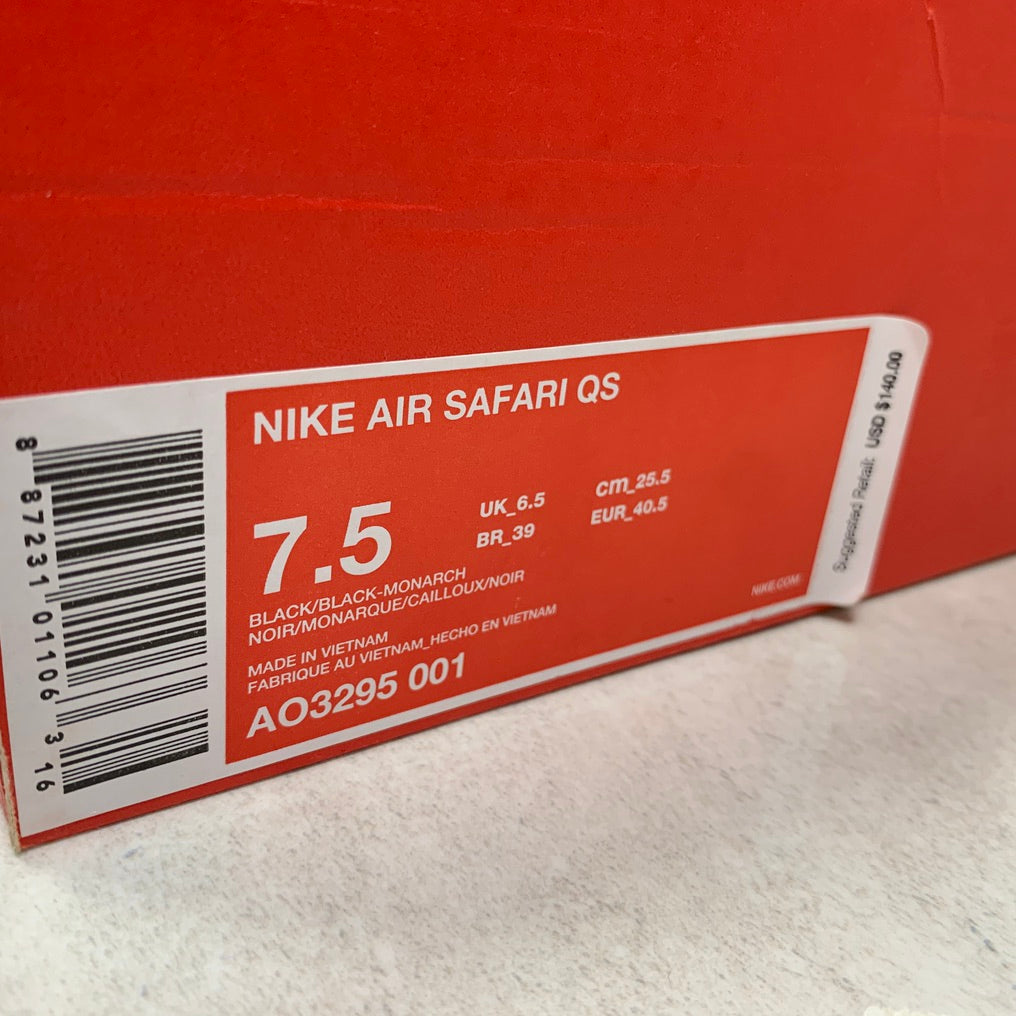 NIKE AIR SAFARI QS
7.5
UK_6.5
cm_25.5
BR_39
EUR_40.5
BLACK/BLACK-MONARCH
NOIR/MONARQUE/CAILLOUX/NOIR
MADE IN VIETNAM
FABRIQUE AU VIETNAM_HECHO EN VIETNAM
AO3295 001
NIKE.COM
Suggested Retail: USD $140.00
8 87231 01106 3 16